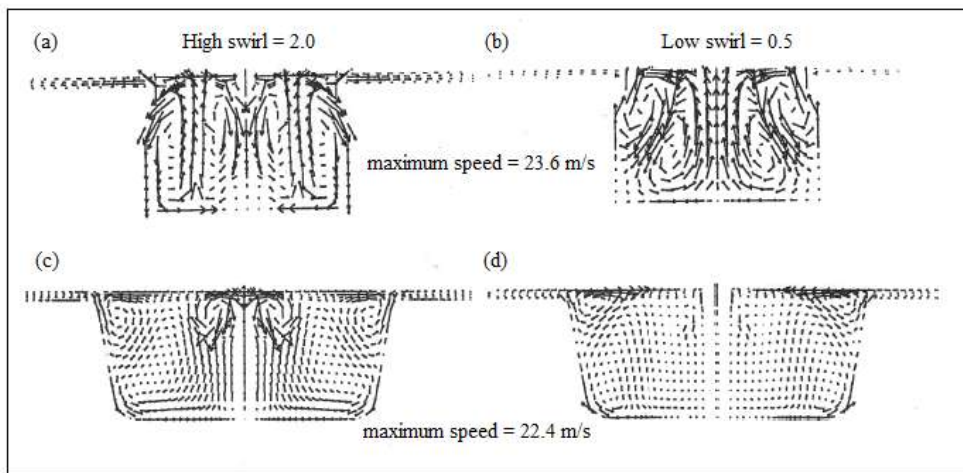 (a) High swirl = 2.0
(b) Low swirl = 0.5
maximum speed = 23.6 m/s
(c)
(d)
maximum speed = 22.4 m/s